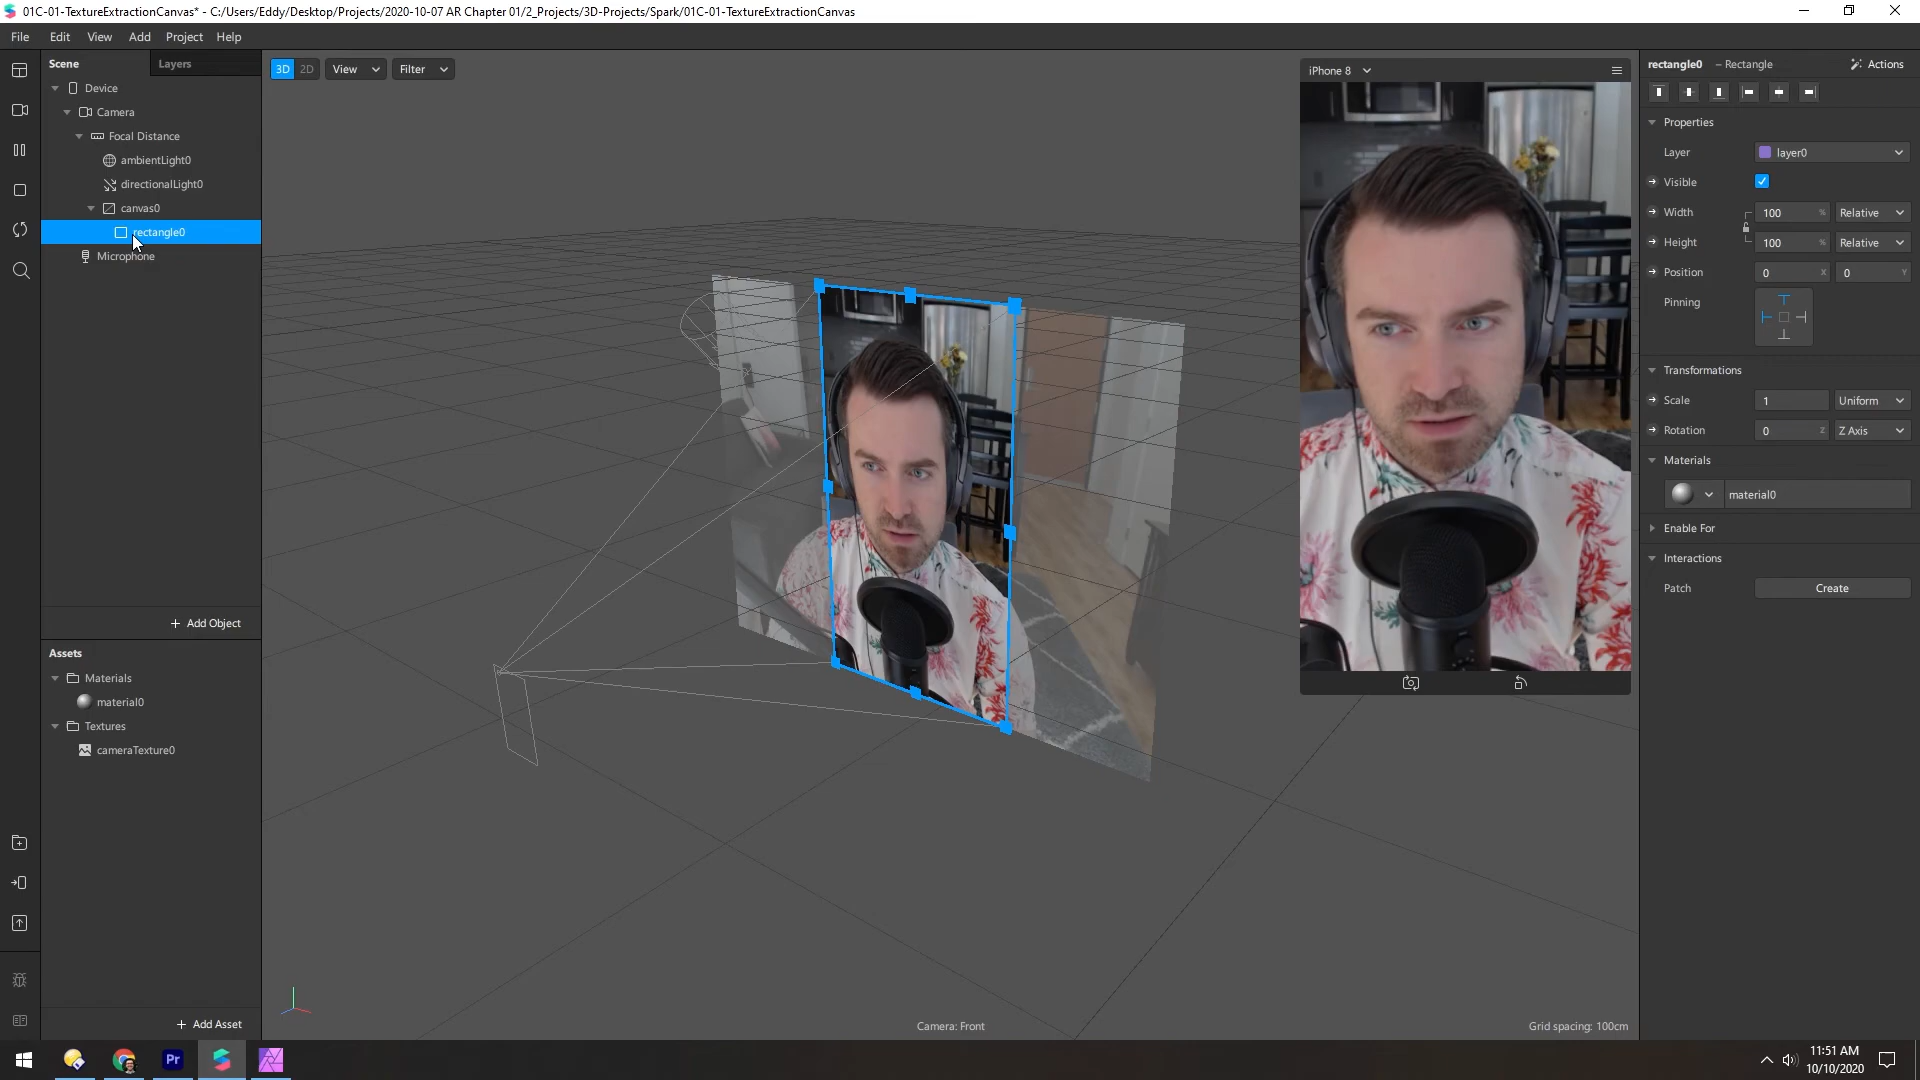 01C-01-TextureExtractionCanvas* - C:/Users/Eddy/Desktop/Projects/2020-10-07 AR Chapter 01/2_Projects/3D-Projects/Spark/01C-01-TextureExtractionCanvas
File Edit View Add Project Help
Scene Layers
Device
Camera
Focal Distance
ambientLight0
directionalLight0
canvas0
rectangle0
Microphone
+ Add Object
Assets
Materials
material0
Textures
cameraTexture0
+ Add Asset
3D 2D View Filter
Camera: Front
Grid spacing: 100cm
iPhone 8
rectangle0 – Rectangle Actions
Properties
Layer layer0
Visible
Width 100 % Relative
Height 100 % Relative
Position 0 X 0 Y
Pinning
Transformations
Scale 1 Uniform
Rotation 0 Z Z Axis
Materials
material0
Enable For
Interactions
Patch Create
Pr
11:51 AM
10/10/2020